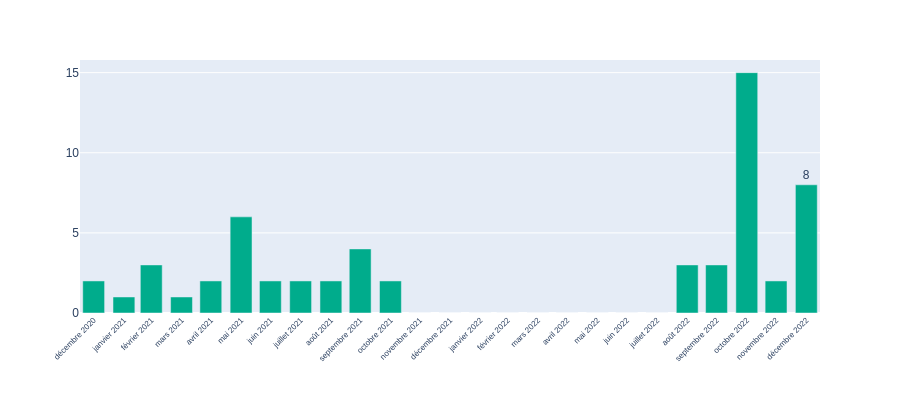 15
10
5
0
8
décembre 2020
janvier 2021
février 2021
mars 2021
avril 2021
mai 2021
juin 2021
juillet 2021
août 2021
septembre 2021
octobre 2021
novembre 2021
décembre 2021
janvier 2022
février 2022
mars 2022
avril 2022
mai 2022
juin 2022
juillet 2022
août 2022
septembre 2022
octobre 2022
novembre 2022
décembre 2022